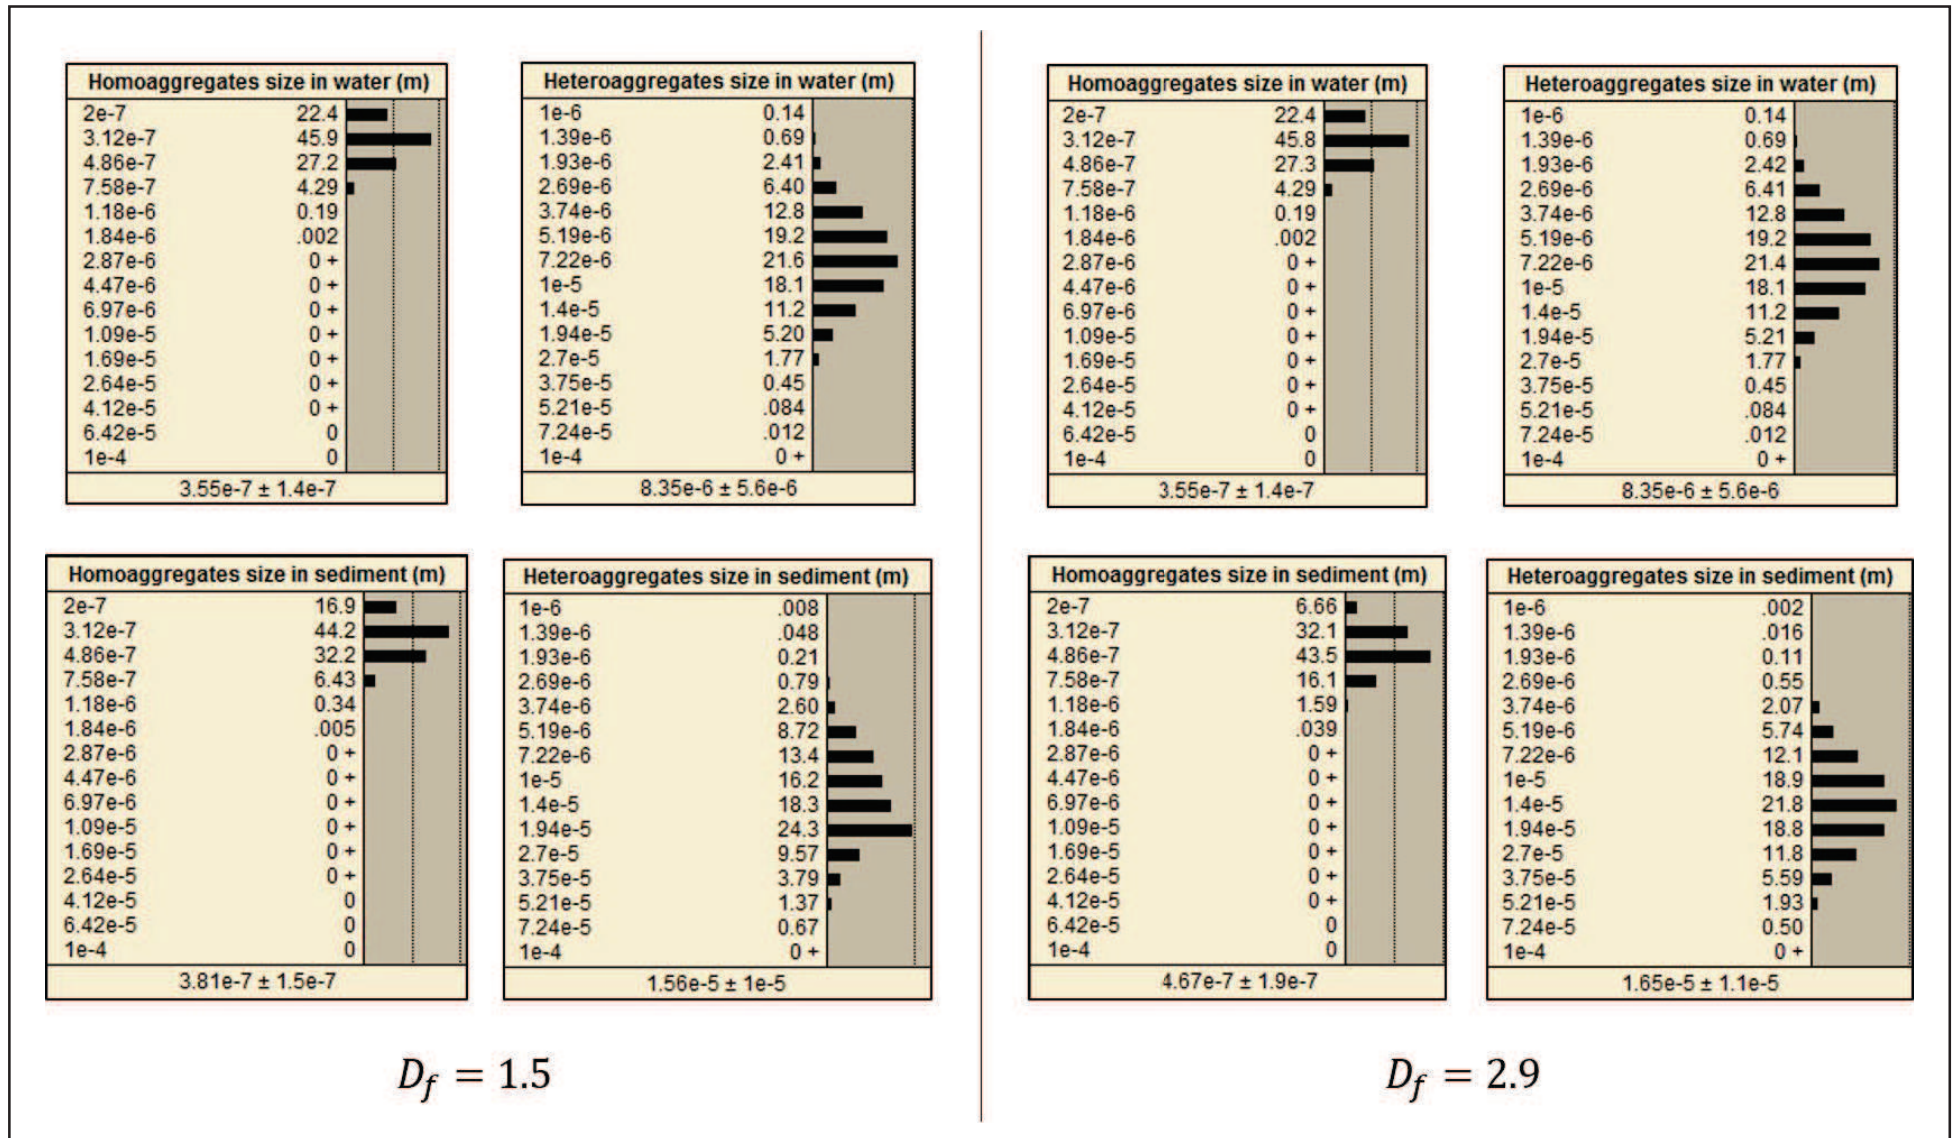 Homoaggregates size in water (m)
2e-7 22.4
3.12e-7 45.9
4.86e-7 27.2
7.58e-7 4.29
1.18e-6 0.19
1.84e-6 .002
2.87e-6 0 +
4.47e-6 0 +
6.97e-6 0 +
1.09e-5 0 +
1.69e-5 0 +
2.64e-5 0 +
4.12e-5 0 +
6.42e-5 0
1e-4 0
3.55e-7 ± 1.4e-7
Heteroaggregates size in water (m)
1e-6 0.14
1.39e-6 0.69
1.93e-6 2.41
2.69e-6 6.40
3.74e-6 12.8
5.19e-6 19.2
7.22e-6 21.6
1e-5 18.1
1.4e-5 11.2
1.94e-5 5.20
2.7e-5 1.77
3.75e-5 0.45
5.21e-5 .084
7.24e-5 .012
1e-4 0 +
8.35e-6 ± 5.6e-6
Homoaggregates size in sediment (m)
2e-7 16.9
3.12e-7 44.2
4.86e-7 32.2
7.58e-7 6.43
1.18e-6 0.34
1.84e-6 .005
2.87e-6 0 +
4.47e-6 0 +
6.97e-6 0 +
1.09e-5 0 +
1.69e-5 0 +
2.64e-5 0 +
4.12e-5 0
6.42e-5 0
1e-4 0
3.81e-7 ± 1.5e-7
Heteroaggregates size in sediment (m)
1e-6 .008
1.39e-6 .048
1.93e-6 0.21
2.69e-6 0.79
3.74e-6 2.60
5.19e-6 8.72
7.22e-6 13.4
1e-5 16.2
1.4e-5 18.3
1.94e-5 24.3
2.7e-5 9.57
3.75e-5 3.79
5.21e-5 1.37
7.24e-5 0.67
1e-4 0 +
1.56e-5 ± 1e-5
D_f = 1.5
Homoaggregates size in water (m)
2e-7 22.4
3.12e-7 45.8
4.86e-7 27.3
7.58e-7 4.29
1.18e-6 0.19
1.84e-6 .002
2.87e-6 0 +
4.47e-6 0 +
6.97e-6 0 +
1.09e-5 0 +
1.69e-5 0 +
2.64e-5 0 +
4.12e-5 0 +
6.42e-5 0
1e-4 0
3.55e-7 ± 1.4e-7
Heteroaggregates size in water (m)
1e-6 0.14
1.39e-6 0.69
1.93e-6 2.42
2.69e-6 6.41
3.74e-6 12.8
5.19e-6 19.2
7.22e-6 21.4
1e-5 18.1
1.4e-5 11.2
1.94e-5 5.21
2.7e-5 1.77
3.75e-5 0.45
5.21e-5 .084
7.24e-5 .012
1e-4 0 +
8.35e-6 ± 5.6e-6
Homoaggregates size in sediment (m)
2e-7 6.66
3.12e-7 32.1
4.86e-7 43.5
7.58e-7 16.1
1.18e-6 1.59
1.84e-6 .039
2.87e-6 0 +
4.47e-6 0 +
6.97e-6 0 +
1.09e-5 0 +
1.69e-5 0 +
2.64e-5 0 +
4.12e-5 0 +
6.42e-5 0
1e-4 0
4.67e-7 ± 1.9e-7
Heteroaggregates size in sediment (m)
1e-6 .002
1.39e-6 .016
1.93e-6 0.11
2.69e-6 0.55
3.74e-6 2.07
5.19e-6 5.74
7.22e-6 12.1
1e-5 18.9
1.4e-5 21.8
1.94e-5 18.8
2.7e-5 11.8
3.75e-5 5.59
5.21e-5 1.93
7.24e-5 0.50
1e-4 0 +
1.65e-5 ± 1.1e-5
D_f = 2.9